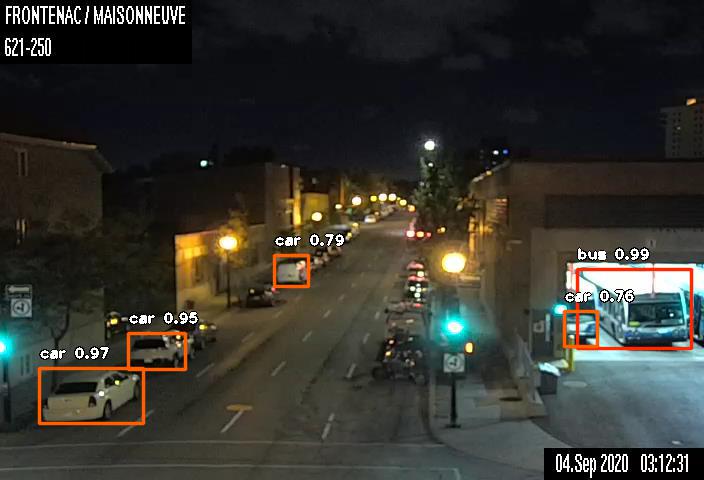 FRONTENAC / MAISONNEUVE
621-250
car 0.79
bus 0.99
car 0.76
car 0.95
car 0.97
04.Sep 2020 03:12:31